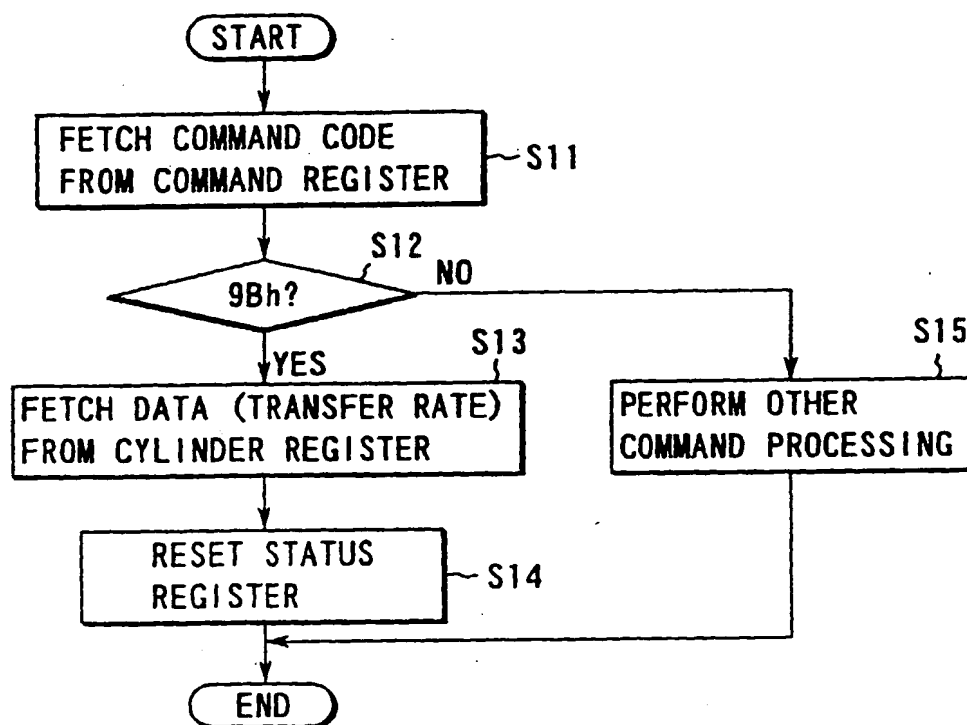 START
FETCH COMMAND CODE
FROM COMMAND REGISTER
S11
S12
9Bh?
NO
YES
S13
FETCH DATA (TRANSFER RATE)
FROM CYLINDER REGISTER
S15
PERFORM OTHER
COMMAND PROCESSING
RESET STATUS
REGISTER
S14
END